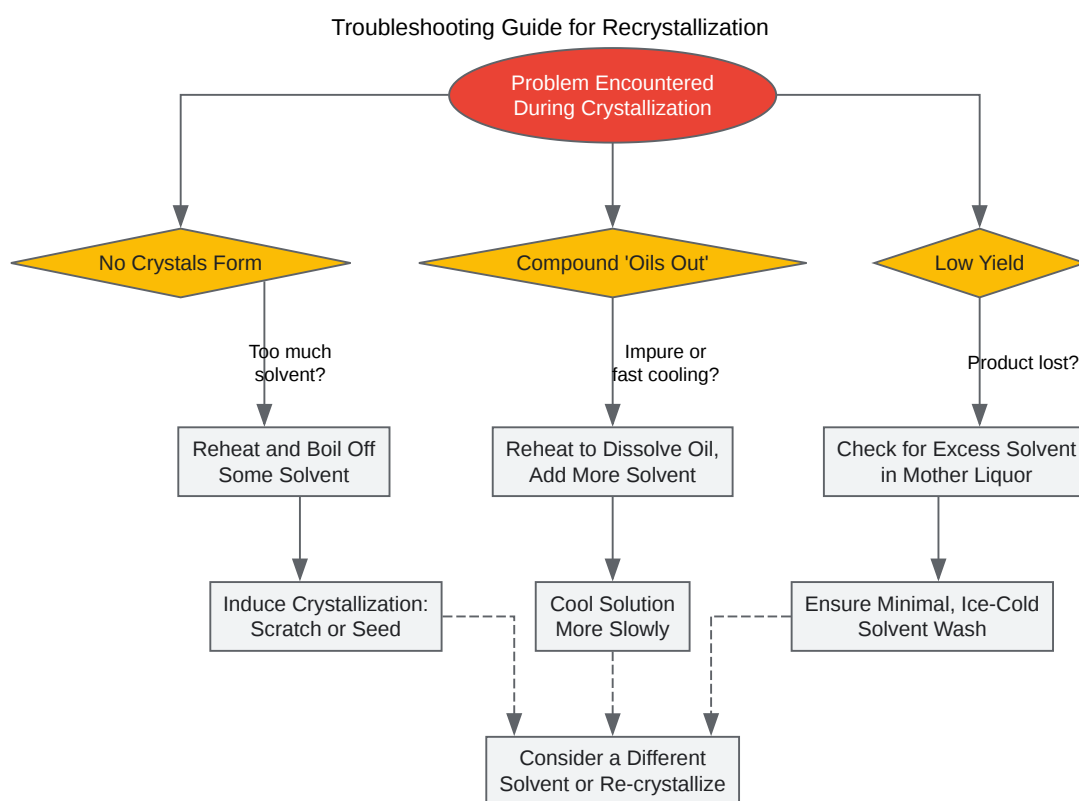 Troubleshooting Guide for Recrystallization
Problem Encountered
During Crystallization
No Crystals Form
Compound 'Oils Out'
Low Yield
Too much
solvent?
Impure or
fast cooling?
Product lost?
Reheat and Boil Off
Some Solvent
Reheat to Dissolve Oil,
Add More Solvent
Check for Excess Solvent
in Mother Liquor
Induce Crystallization:
Scratch or Seed
Cool Solution
More Slowly
Ensure Minimal, Ice-Cold
Solvent Wash
Consider a Different
Solvent or Re-crystallize